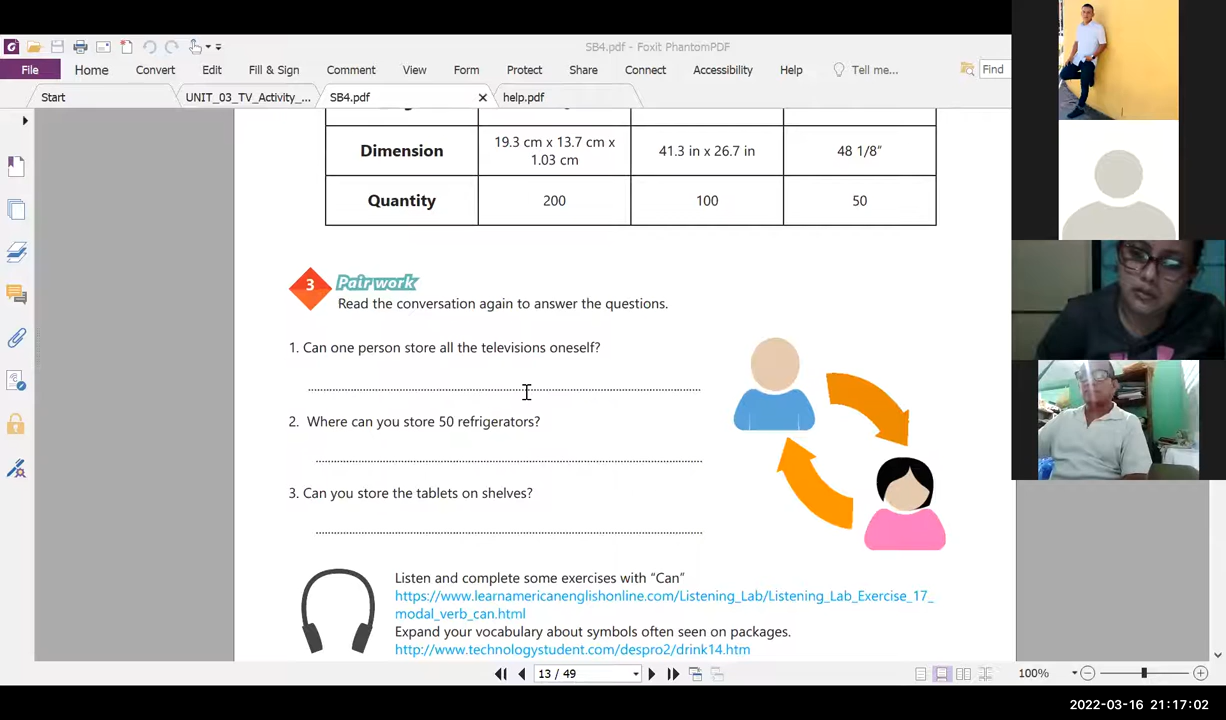 SB4.pdf - Foxit PhantomPDF
File Home Convert Edit Fill & Sign Comment View Form Protect Share Connect Accessibility Help Tell me... Find
Start UNIT_03_TV_Activity_... SB4.pdf help.pdf
Dimension 19.3 cm x 13.7 cm x 1.03 cm 41.3 in x 26.7 in 48 1/8"
Quantity 200 100 50
3 Pair work
Read the conversation again to answer the questions.
1. Can one person store all the televisions oneself?
2. Where can you store 50 refrigerators?
3. Can you store the tablets on shelves?
Listen and complete some exercises with “Can”
https://www.learnamericanenglishonline.com/Listening_Lab/Listening_Lab_Exercise_17_
modal_verb_can.html
Expand your vocabulary about symbols often seen on packages.
http://www.technologystudent.com/despro2/drink14.htm
13 / 49 100%
2022-03-16 21:17:02